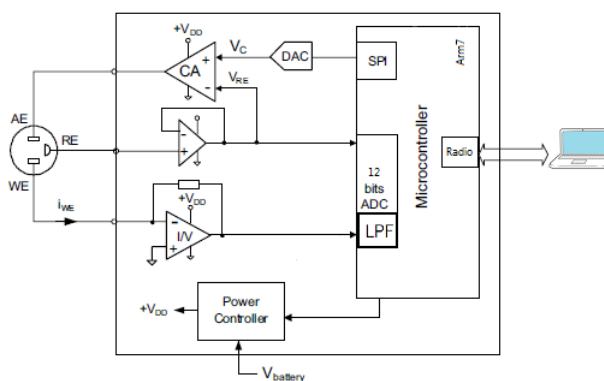 +VDD
VC
DAC
SPI
Arm7
CA
+
-
VRE
AE
RE
WE
-
+
Microcontroller
Radio
12
bits
ADC
LPF
iWE
+VDD
-
+
I/V
+VDD
Power
Controller
Vbattery